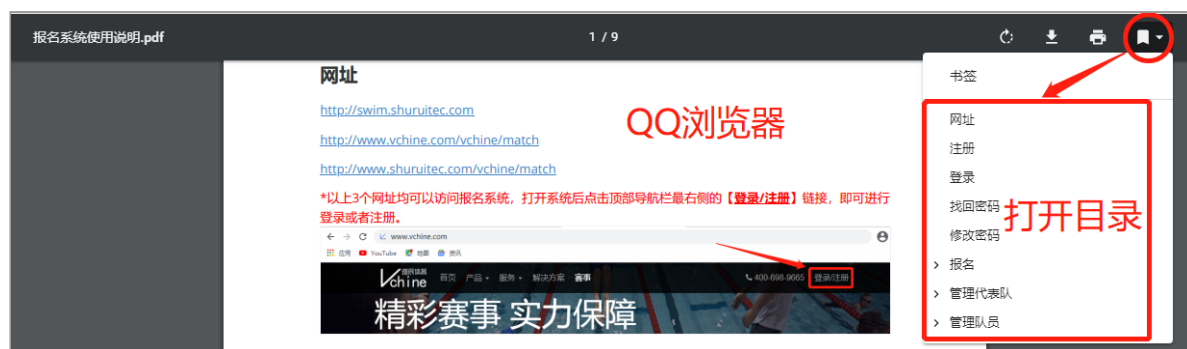 报名系统使用说明.pdf
1 / 9
书签
网址
注册
登录
找回密码
修改密码
报名
管理代表队
管理队员
打开目录
网址
http://swim.shuruitec.com
http://www.vchine.com/vchine/match
http://www.shuruitec.com/vchine/match
QQ浏览器
*以上3个网址均可以访问报名系统，打开系统后点击顶部导航栏最右侧的【登录/注册】链接，即可进行
登录或者注册。
www.vchine.com
应用 YouTube 地图 资讯
Vchine 首页 产品 服务 解决方案 赛事 400-698-9665 登录/注册
精彩赛事 实力保障